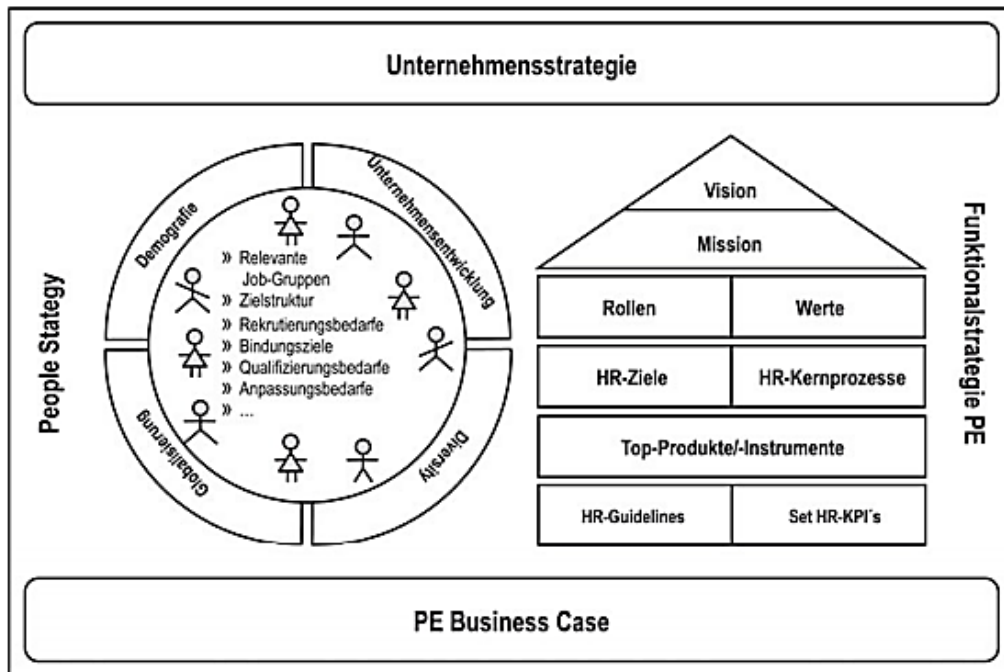 Unternehmensstrategie
People Stategy
Demografie
Unternehmensentwicklung
Globalisierung
Diversity
» Relevante
Job-Gruppen
» Zielstruktur
» Rekrutierungsbedarfe
» Bindungsziele
» Qualifizierungsbedarfe
» Anpassungsbedarfe
» ...
Vision
Mission
Rollen
Werte
HR-Ziele
HR-Kernprozesse
Top-Produkte/-Instrumente
HR-Guidelines
Set HR-KPI´s
Funktionalstrategie PE
PE Business Case